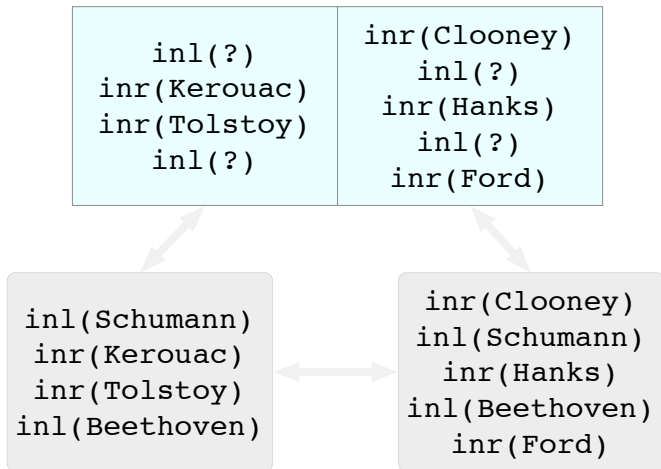 inl(?)
inr(Kerouac)
inr(Tolstoy)
inl(?)
inr(Clooney)
inl(?)
inr(Hanks)
inl(?)
inr(Ford)
inl(Schumann)
inr(Kerouac)
inr(Tolstoy)
inl(Beethoven)
inr(Clooney)
inl(Schumann)
inr(Hanks)
inl(Beethoven)
inr(Ford)